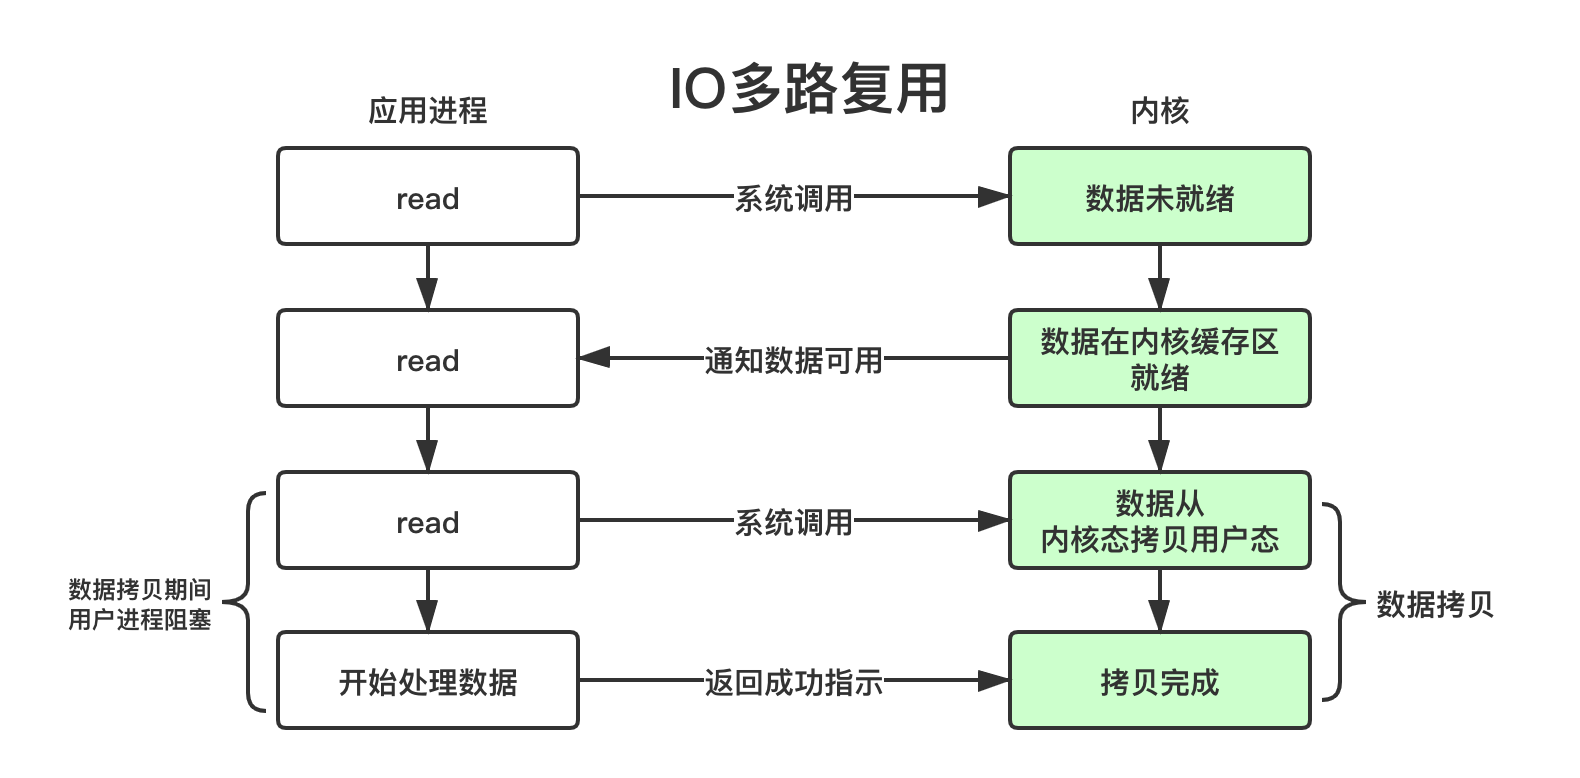 IO多路复用
应用进程
内核
read
系统调用
数据未就绪
read
通知数据可用
数据在内核缓存区
就绪
read
系统调用
数据从
内核态拷贝用户态
数据拷贝期间
用户进程阻塞
数据拷贝
开始处理数据
返回成功指示
拷贝完成